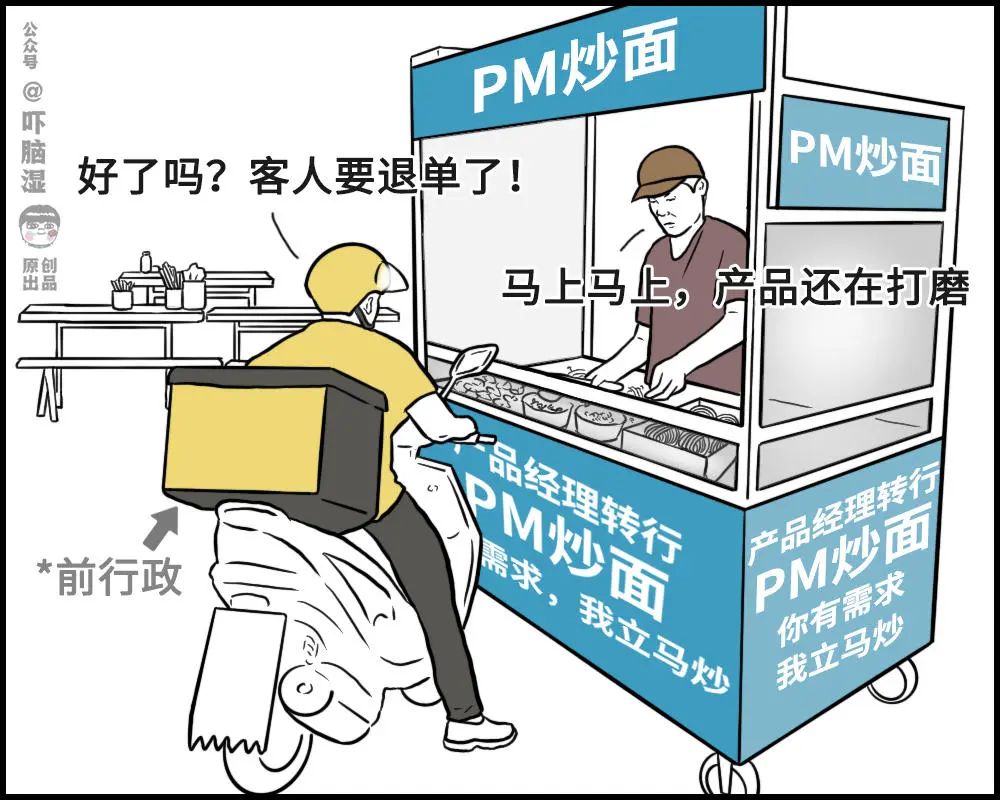 公众号
@
吓脑湿
原创
出品
PM炒面
PM炒面
好了吗？客人要退单了！
马上马上，产品还在打磨
*前行政
产品经理转行
PM炒面
需求，我立马炒
产品经理转行
PM炒面
你有需求
我立马炒